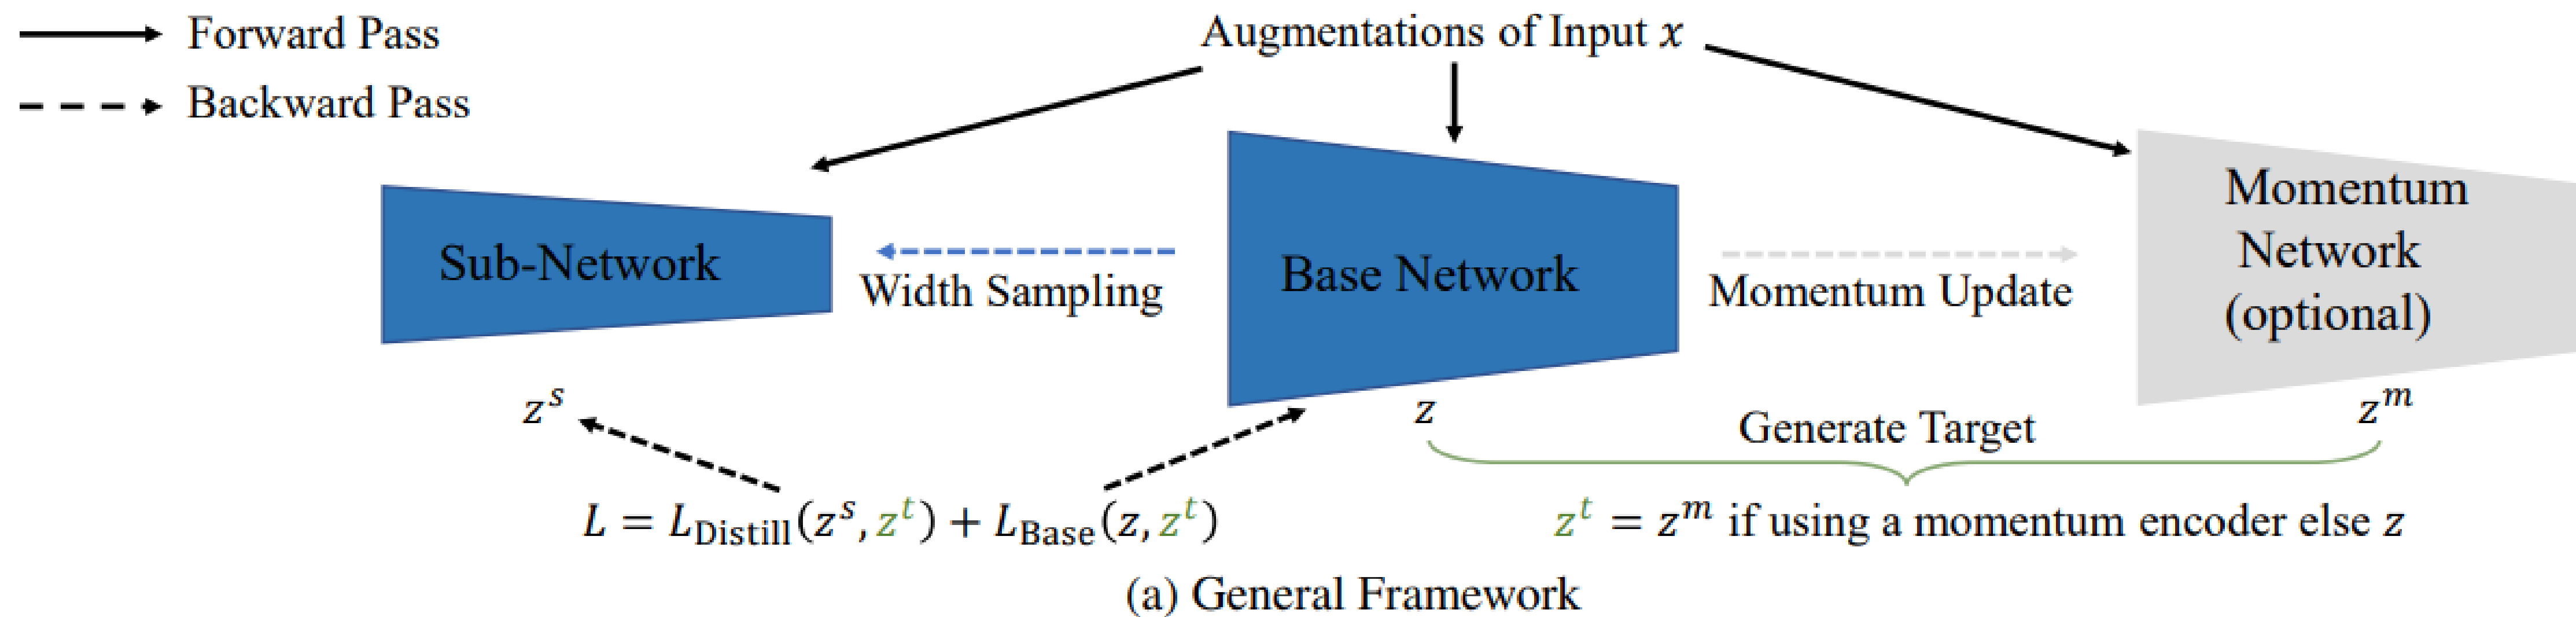 Forward Pass
Backward Pass
Augmentations of Input x
Sub-Network
Width Sampling
Base Network
Momentum Update
Momentum
Network
(optional)
z^s
z
z^m
Generate Target
L = L_Distill(z^s, z^t) + L_Base(z, z^t)
z^t = z^m if using a momentum encoder else z
(a) General Framework